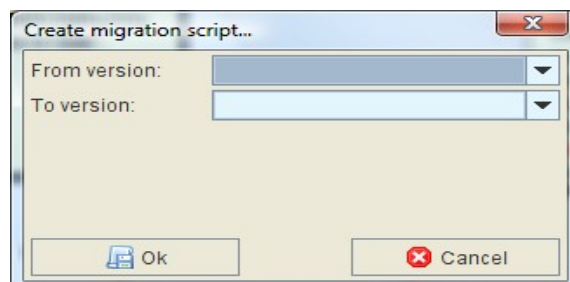 Create migration script...
From version:
To version:
Ok
Cancel